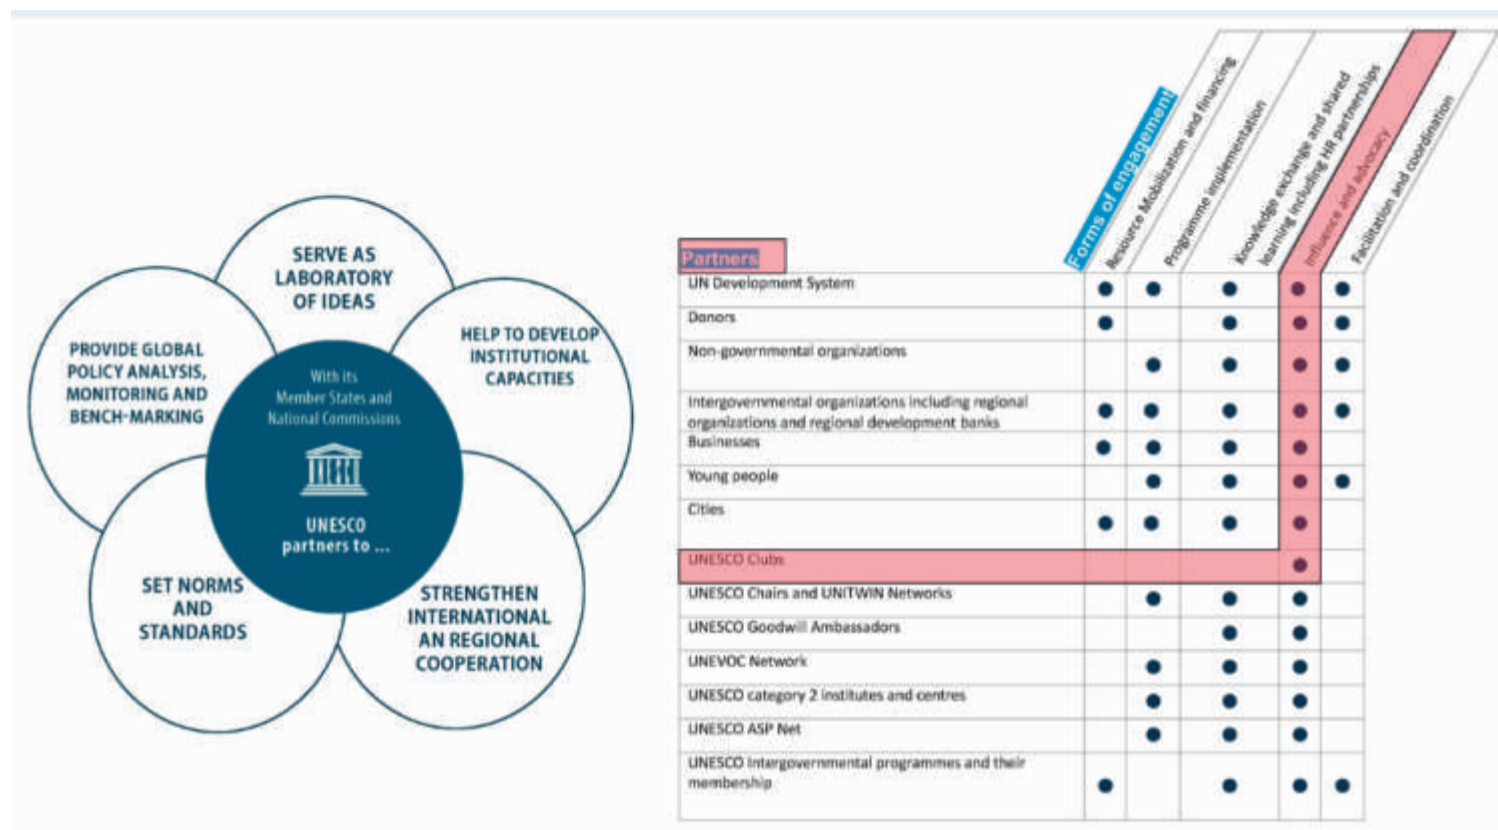 SERVE AS
LABORATORY
OF IDEAS
HELP TO DEVELOP
INSTITUTIONAL
CAPACITIES
PROVIDE GLOBAL
POLICY ANALYSIS,
MONITORING AND
BENCH-MARKING
With its
Member States and
National Commissions
UNESCO
partners to ...
SET NORMS
AND
STANDARDS
STRENGTHEN
INTERNATIONAL
AN REGIONAL
COOPERATION
Forms of engagement
Resource Mobilization and financing
Programme implementation
Knowledge exchange and shared
learning including HR partnerships
Influence and advocacy
Facilitation and coordination
Partners
UN Development System
Donors
Non-governmental organizations
Intergovernmental organizations including regional
organizations and regional development banks
Businesses
Young people
Cities
UNESCO Clubs
UNESCO Chairs and UNITWIN Networks
UNESCO Goodwill Ambassadors
UNEVOC Network
UNESCO category 2 institutes and centres
UNESCO ASP Net
UNESCO Intergovernmental programmes and their
membership